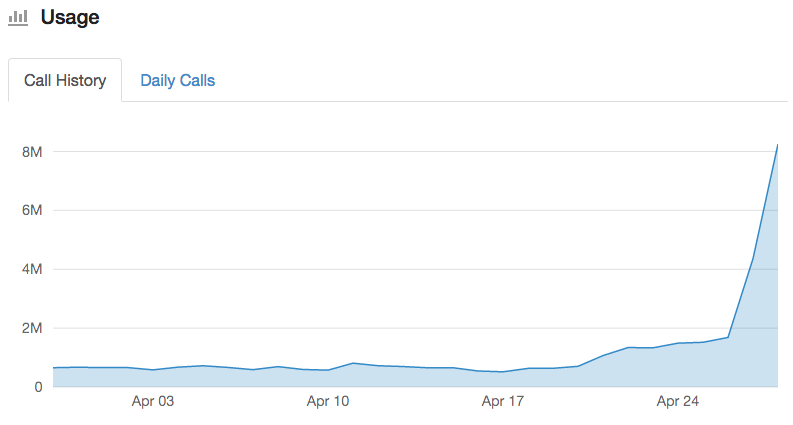 Usage
Call History
Daily Calls
8M
6M
4M
2M
0
Apr 03
Apr 10
Apr 17
Apr 24